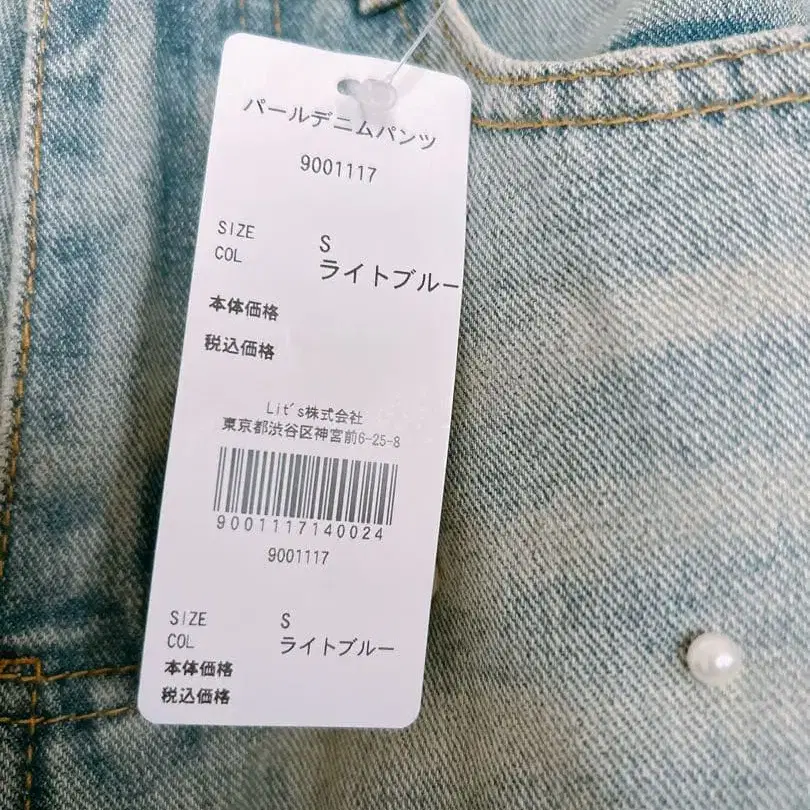 パールデニムパンツ
9001117
SIZE S
COL ライトブルー
本体価格
税込価格
Lit's株式会社
東京都渋谷区神宮前6-25-8
9001117140024
9001117
SIZE S
COL ライトブルー
本体価格
税込価格